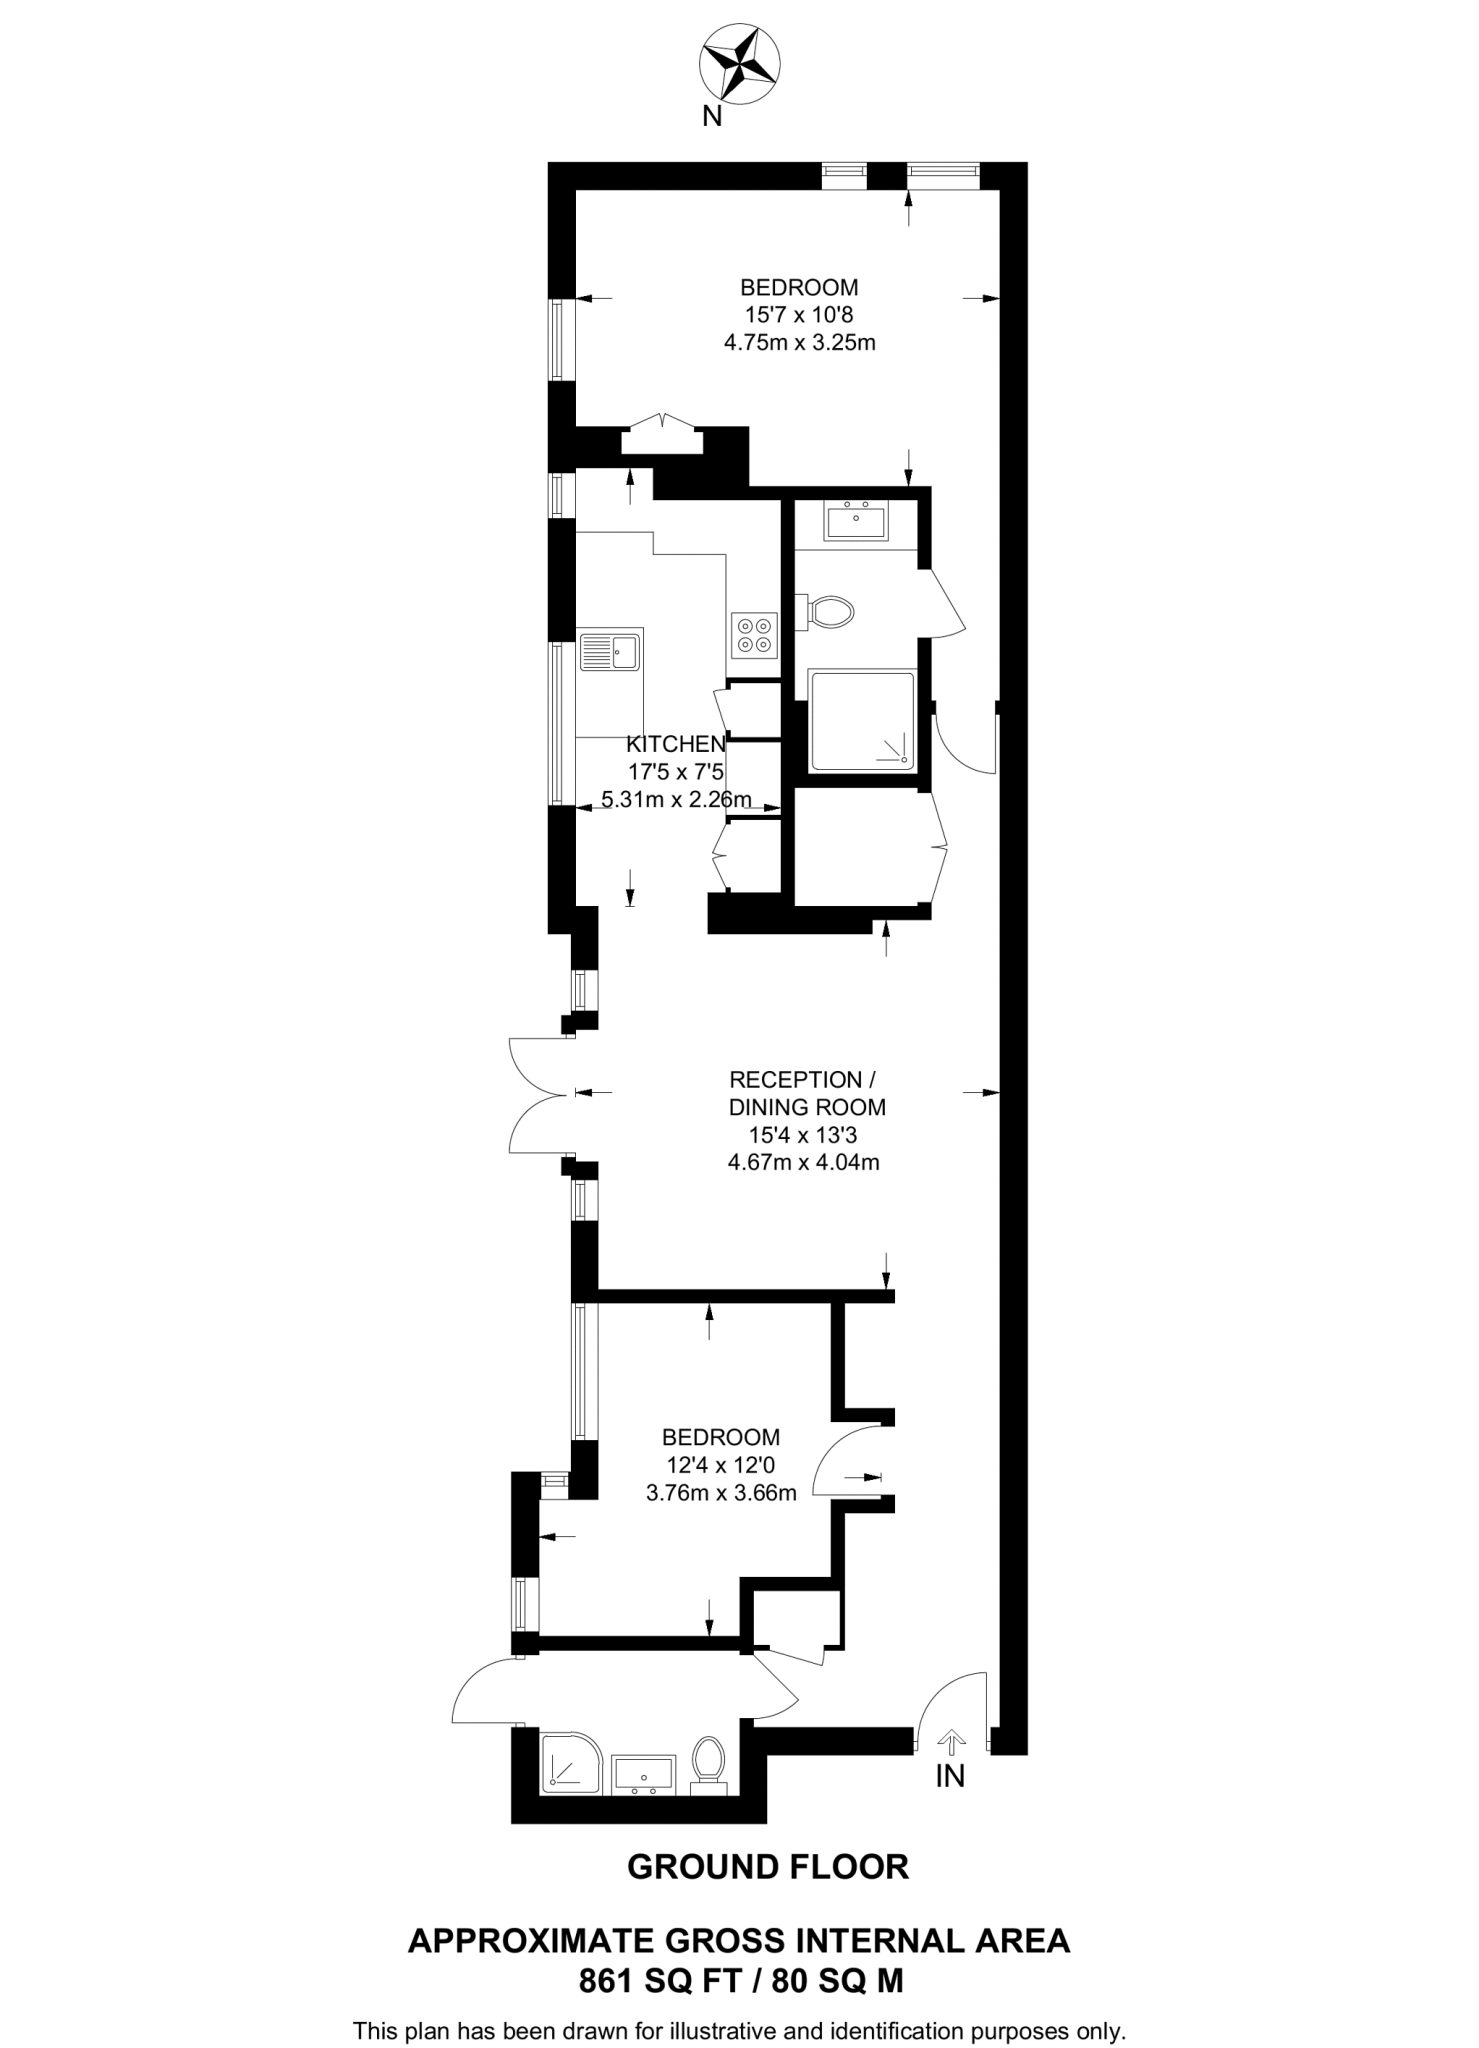 N
BEDROOM
15'7 x 10'8
4.75m x 3.25m
KITCHEN
17'5 x 7'5
5.31m x 2.26m
RECEPTION /
DINING ROOM
15'4 x 13'3
4.67m x 4.04m
BEDROOM
12'4 x 12'0
3.76m x 3.66m
IN
GROUND FLOOR
APPROXIMATE GROSS INTERNAL AREA
861 SQ FT / 80 SQ M
This plan has been drawn for illustrative and identification purposes only.